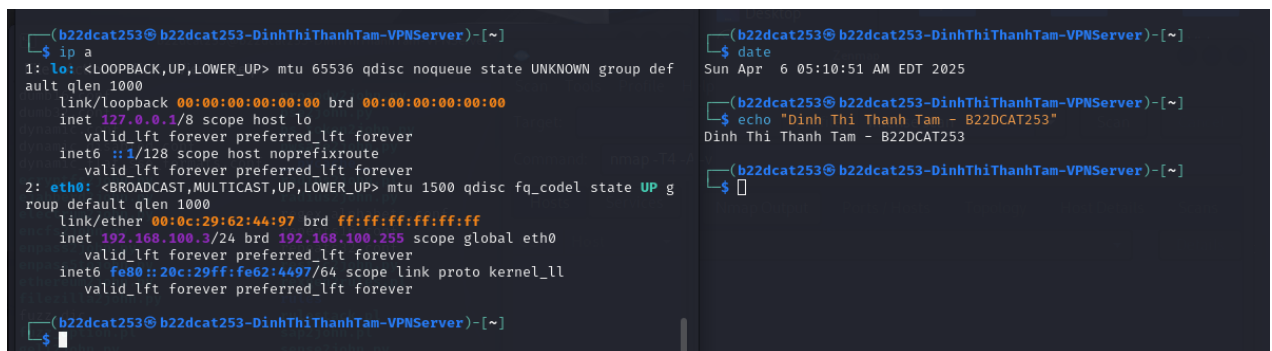 ┌──(b22dcat253㉿b22dcat253-DinhThiThanhTam-VPNServer)-[~]
└─$ ip a
1: lo: <LOOPBACK,UP,LOWER_UP> mtu 65536 qdisc noqueue state UNKNOWN group def
ault qlen 1000
    link/loopback 00:00:00:00:00:00 brd 00:00:00:00:00:00
    inet 127.0.0.1/8 scope host lo
       valid_lft forever preferred_lft forever
    inet6 ::1/128 scope host noprefixroute
       valid_lft forever preferred_lft forever
2: eth0: <BROADCAST,MULTICAST,UP,LOWER_UP> mtu 1500 qdisc fq_codel state UP g
roup default qlen 1000
    link/ether 00:0c:29:62:44:97 brd ff:ff:ff:ff:ff:ff
    inet 192.168.100.3/24 brd 192.168.100.255 scope global eth0
       valid_lft forever preferred_lft forever
    inet6 fe80::20c:29ff:fe62:4497/64 scope link proto kernel_ll
       valid_lft forever preferred_lft forever
┌──(b22dcat253㉿b22dcat253-DinhThiThanhTam-VPNServer)-[~]
└─$
┌──(b22dcat253㉿b22dcat253-DinhThiThanhTam-VPNServer)-[~]
└─$ date
Sun Apr  6 05:10:51 AM EDT 2025
┌──(b22dcat253㉿b22dcat253-DinhThiThanhTam-VPNServer)-[~]
└─$ echo "Dinh Thi Thanh Tam - B22DCAT253"
Dinh Thi Thanh Tam - B22DCAT253
┌──(b22dcat253㉿b22dcat253-DinhThiThanhTam-VPNServer)-[~]
└─$